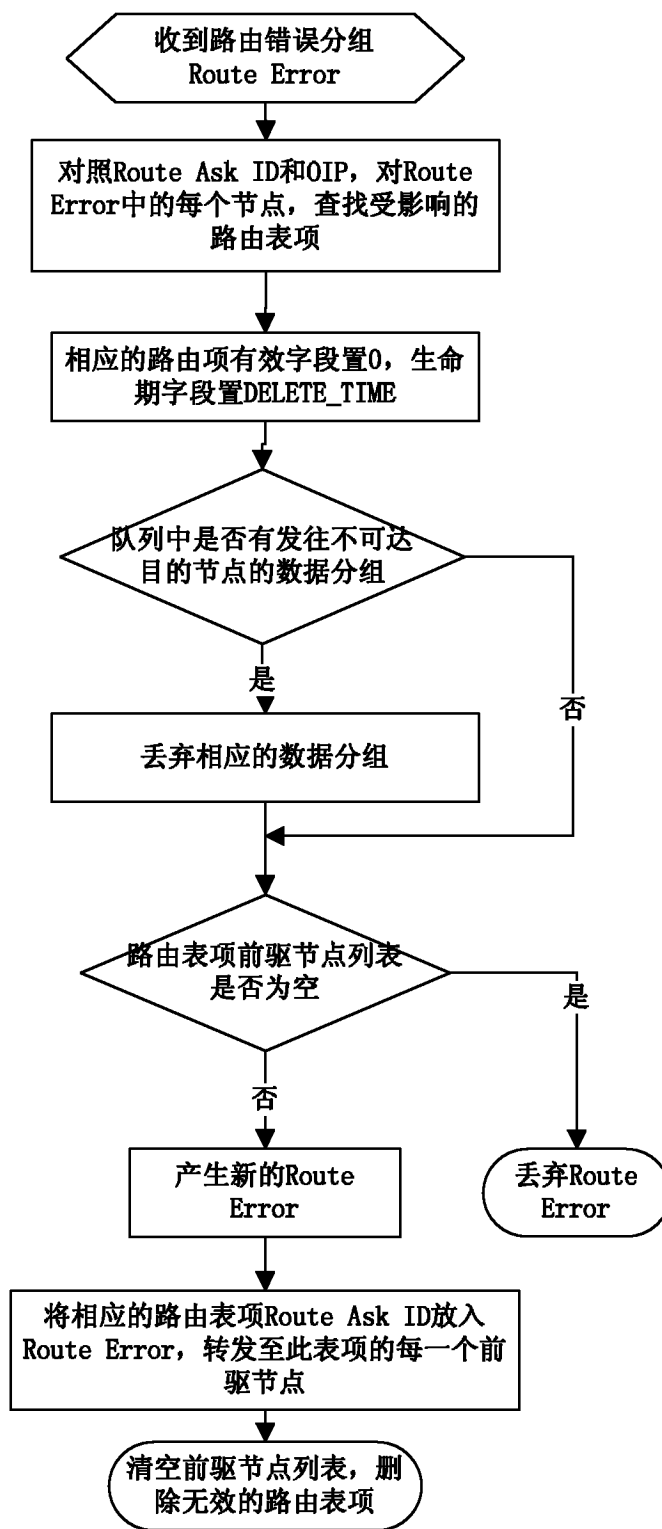 收到路由错误分组
Route Error
对照Route Ask ID和OIP，对Route
Error中的每个节点，查找受影响的
路由表项
相应的路由项有效字段置0，生命
期字段置DELETE_TIME
队列中是否有发往不可达
目的节点的数据分组
是
否
丢弃相应的数据分组
路由表项前驱节点列表
是否为空
是
否
产生新的Route
Error
丢弃Route
Error
将相应的路由表项Route Ask ID放入
Route Error，转发至此表项的每一个前
驱节点
清空前驱节点列表，删
除无效的路由表项